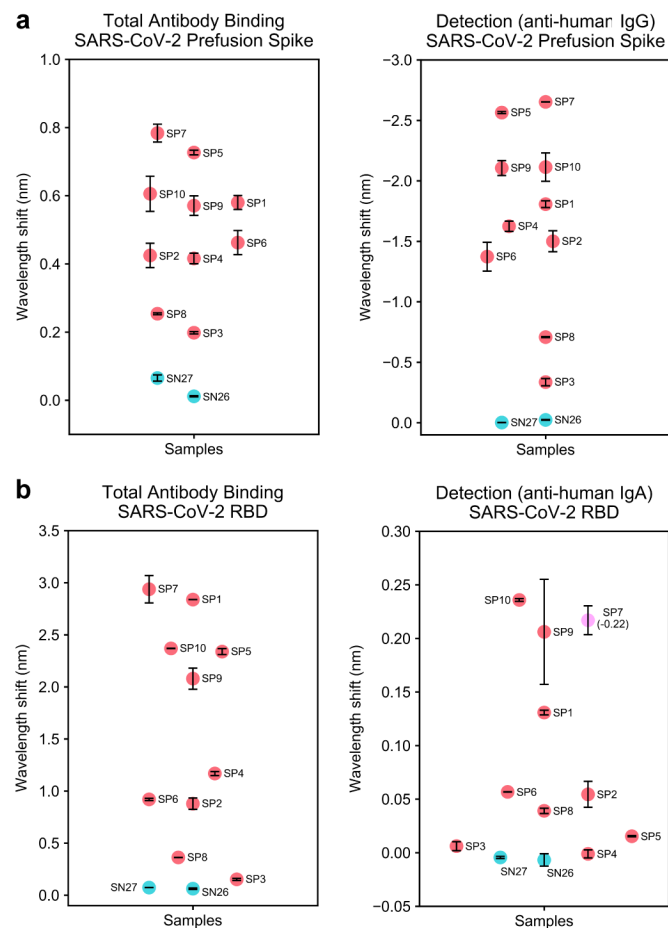 a
Total Antibody Binding
SARS-CoV-2 Prefusion Spike
Wavelength shift (nm)
1.0
0.8
0.6
0.4
0.2
0.0
SP7
SP5
SP10
SP9
SP1
SP6
SP2
SP4
SP8
SP3
SN27
SN26
Samples
Detection (anti-human IgG)
SARS-CoV-2 Prefusion Spike
Wavelength shift (nm)
−3.0
−2.5
−2.0
−1.5
−1.0
−0.5
0.0
SP7
SP5
SP9
SP10
SP1
SP4
SP2
SP6
SP8
SP3
SN27
SN26
Samples
b
Total Antibody Binding
SARS-CoV-2 RBD
Wavelength shift (nm)
3.5
3.0
2.5
2.0
1.5
1.0
0.5
0.0
SP7
SP1
SP10
SP5
SP9
SP4
SP6
SP2
SP8
SP3
SN27
SN26
Samples
Detection (anti-human IgA)
SARS-CoV-2 RBD
Wavelength shift (nm)
0.30
0.25
0.20
0.15
0.10
0.05
0.00
−0.05
SP10
SP9
SP7
(-0.22)
SP1
SP6
SP2
SP8
SP5
SP3
SP4
SN27
SN26
Samples